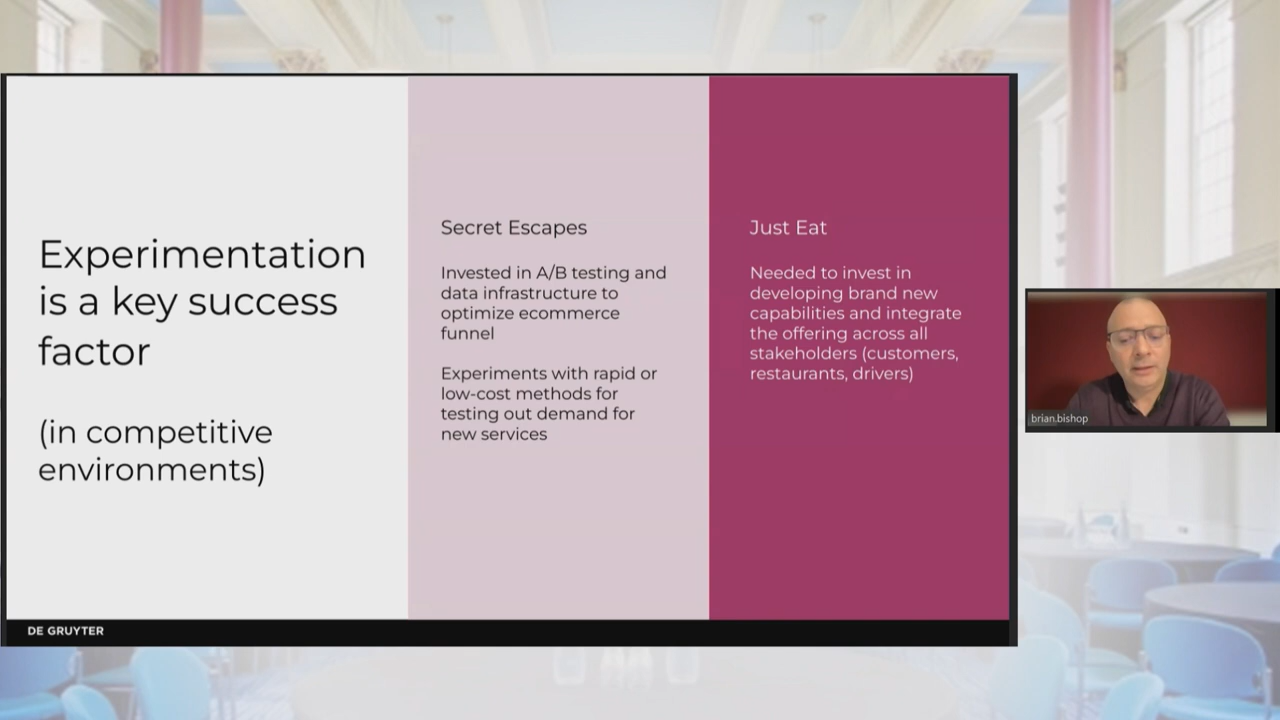 Experimentation
is a key success
factor
(in competitive
environments)
Secret Escapes
Invested in A/B testing and
data infrastructure to
optimize ecommerce
funnel
Experiments with rapid or
low-cost methods for
testing out demand for
new services
Just Eat
Needed to invest in
developing brand new
capabilities and integrate
the offering across all
stakeholders (customers,
restaurants, drivers)
DE GRUYTER
brian.bishop